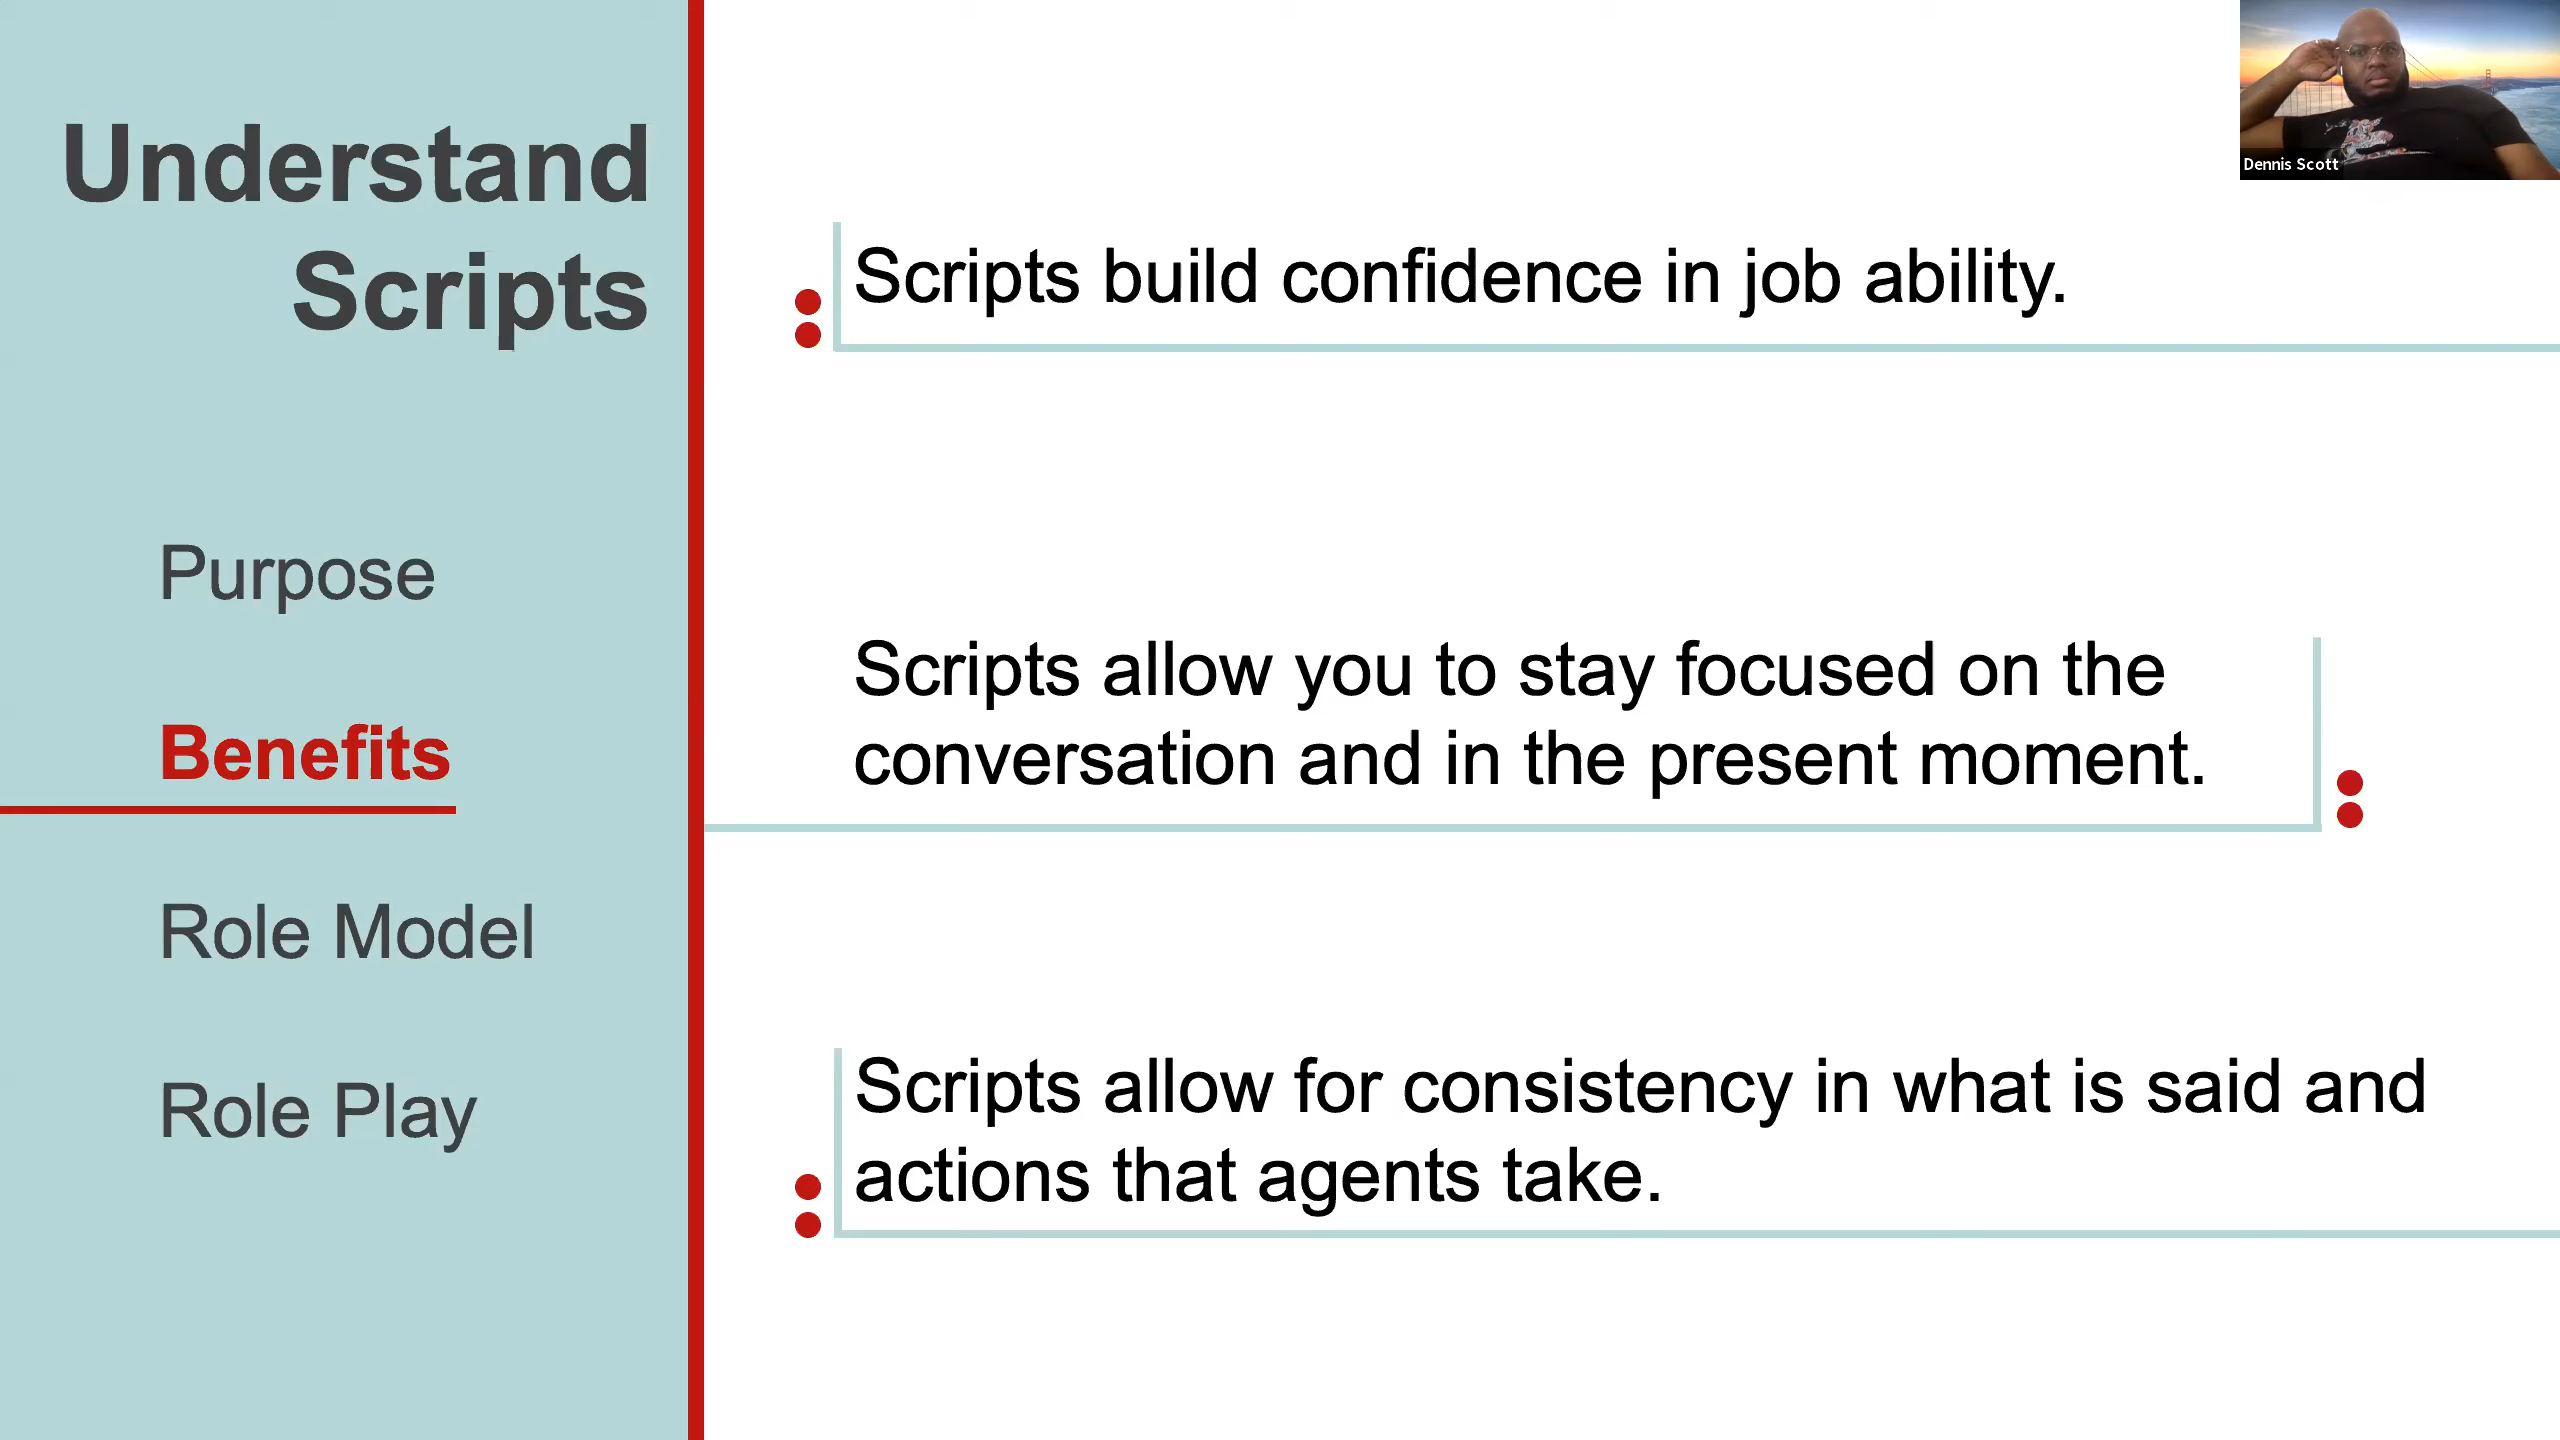 Understand
Scripts
Purpose
Benefits
Role Model
Role Play
Scripts build confidence in job ability.
Scripts allow you to stay focused on the
conversation and in the present moment.
Scripts allow for consistency in what is said and
actions that agents take.
Dennis Scott